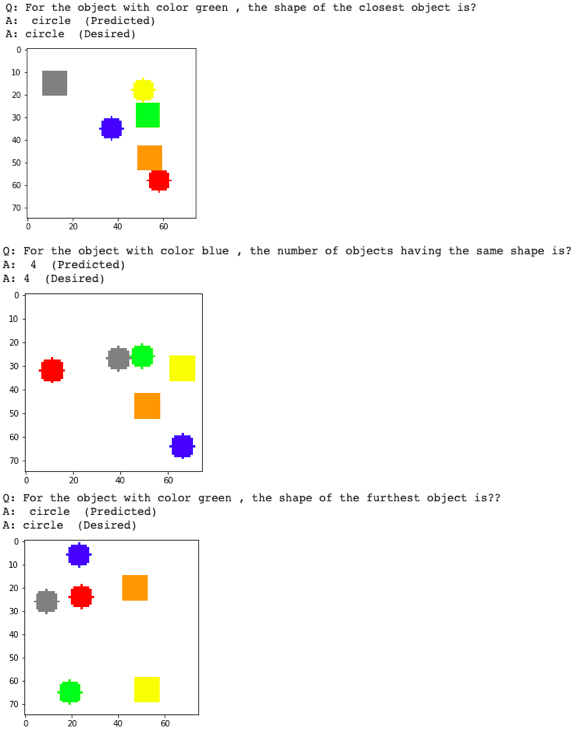 Q: For the object with color green , the shape of the closest object is?
A:  circle  (Predicted)
A: circle  (Desired)
0
10
20
30
40
50
60
70
0 20 40 60
Q: For the object with color blue , the number of objects having the same shape is?
A:  4  (Predicted)
A: 4  (Desired)
0
10
20
30
40
50
60
70
0 20 40 60
Q: For the object with color green , the shape of the furthest object is??
A:  circle  (Predicted)
A: circle  (Desired)
0
10
20
30
40
50
60
70
0 20 40 60